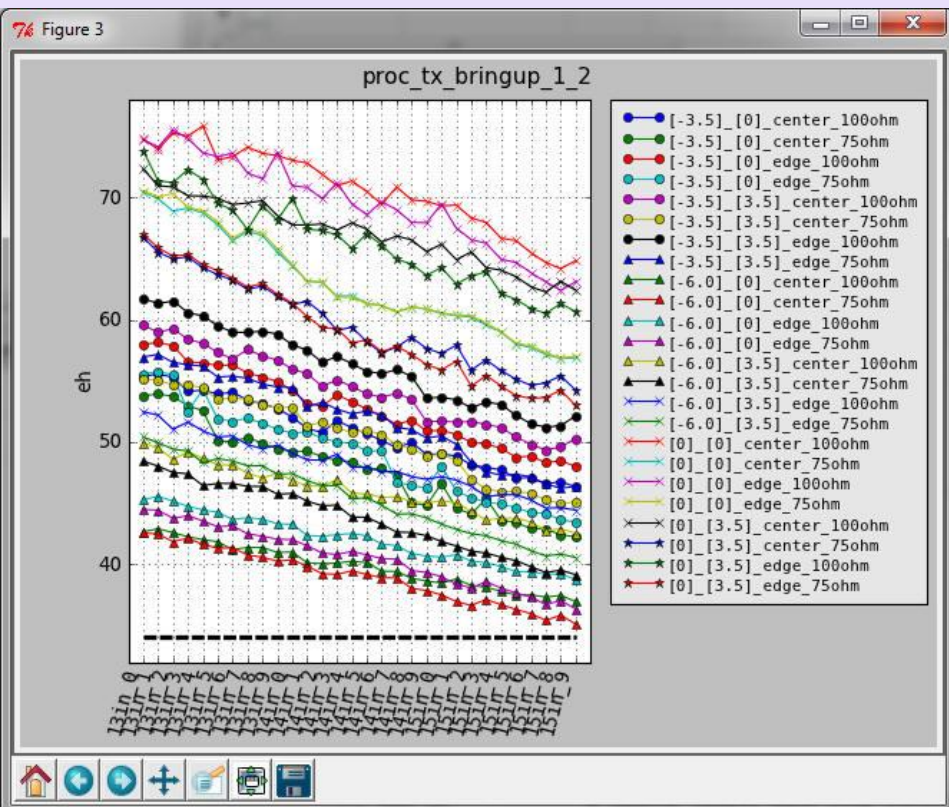 Figure 3
proc_tx_bringup_1_2
70
60
50
40
eh
13in_0
13in_1
13in_2
13in_3
15in_9
[-3.5]_[0]_center_100ohm
[-3.5]_[0]_center_75ohm
[-3.5]_[0]_edge_100ohm
[-3.5]_[0]_edge_75ohm
[-3.5]_[3.5]_center_100ohm
[-3.5]_[3.5]_center_75ohm
[-3.5]_[3.5]_edge_100ohm
[-3.5]_[3.5]_edge_75ohm
[-6.0]_[0]_center_100ohm
[-6.0]_[0]_center_75ohm
[-6.0]_[0]_edge_100ohm
[-6.0]_[0]_edge_75ohm
[-6.0]_[3.5]_center_100ohm
[-6.0]_[3.5]_center_75ohm
[-6.0]_[3.5]_edge_100ohm
[-6.0]_[3.5]_edge_75ohm
[0]_[0]_center_100ohm
[0]_[0]_center_75ohm
[0]_[0]_edge_100ohm
[0]_[0]_edge_75ohm
[0]_[3.5]_center_100ohm
[0]_[3.5]_center_75ohm
[0]_[3.5]_edge_100ohm
[0]_[3.5]_edge_75ohm